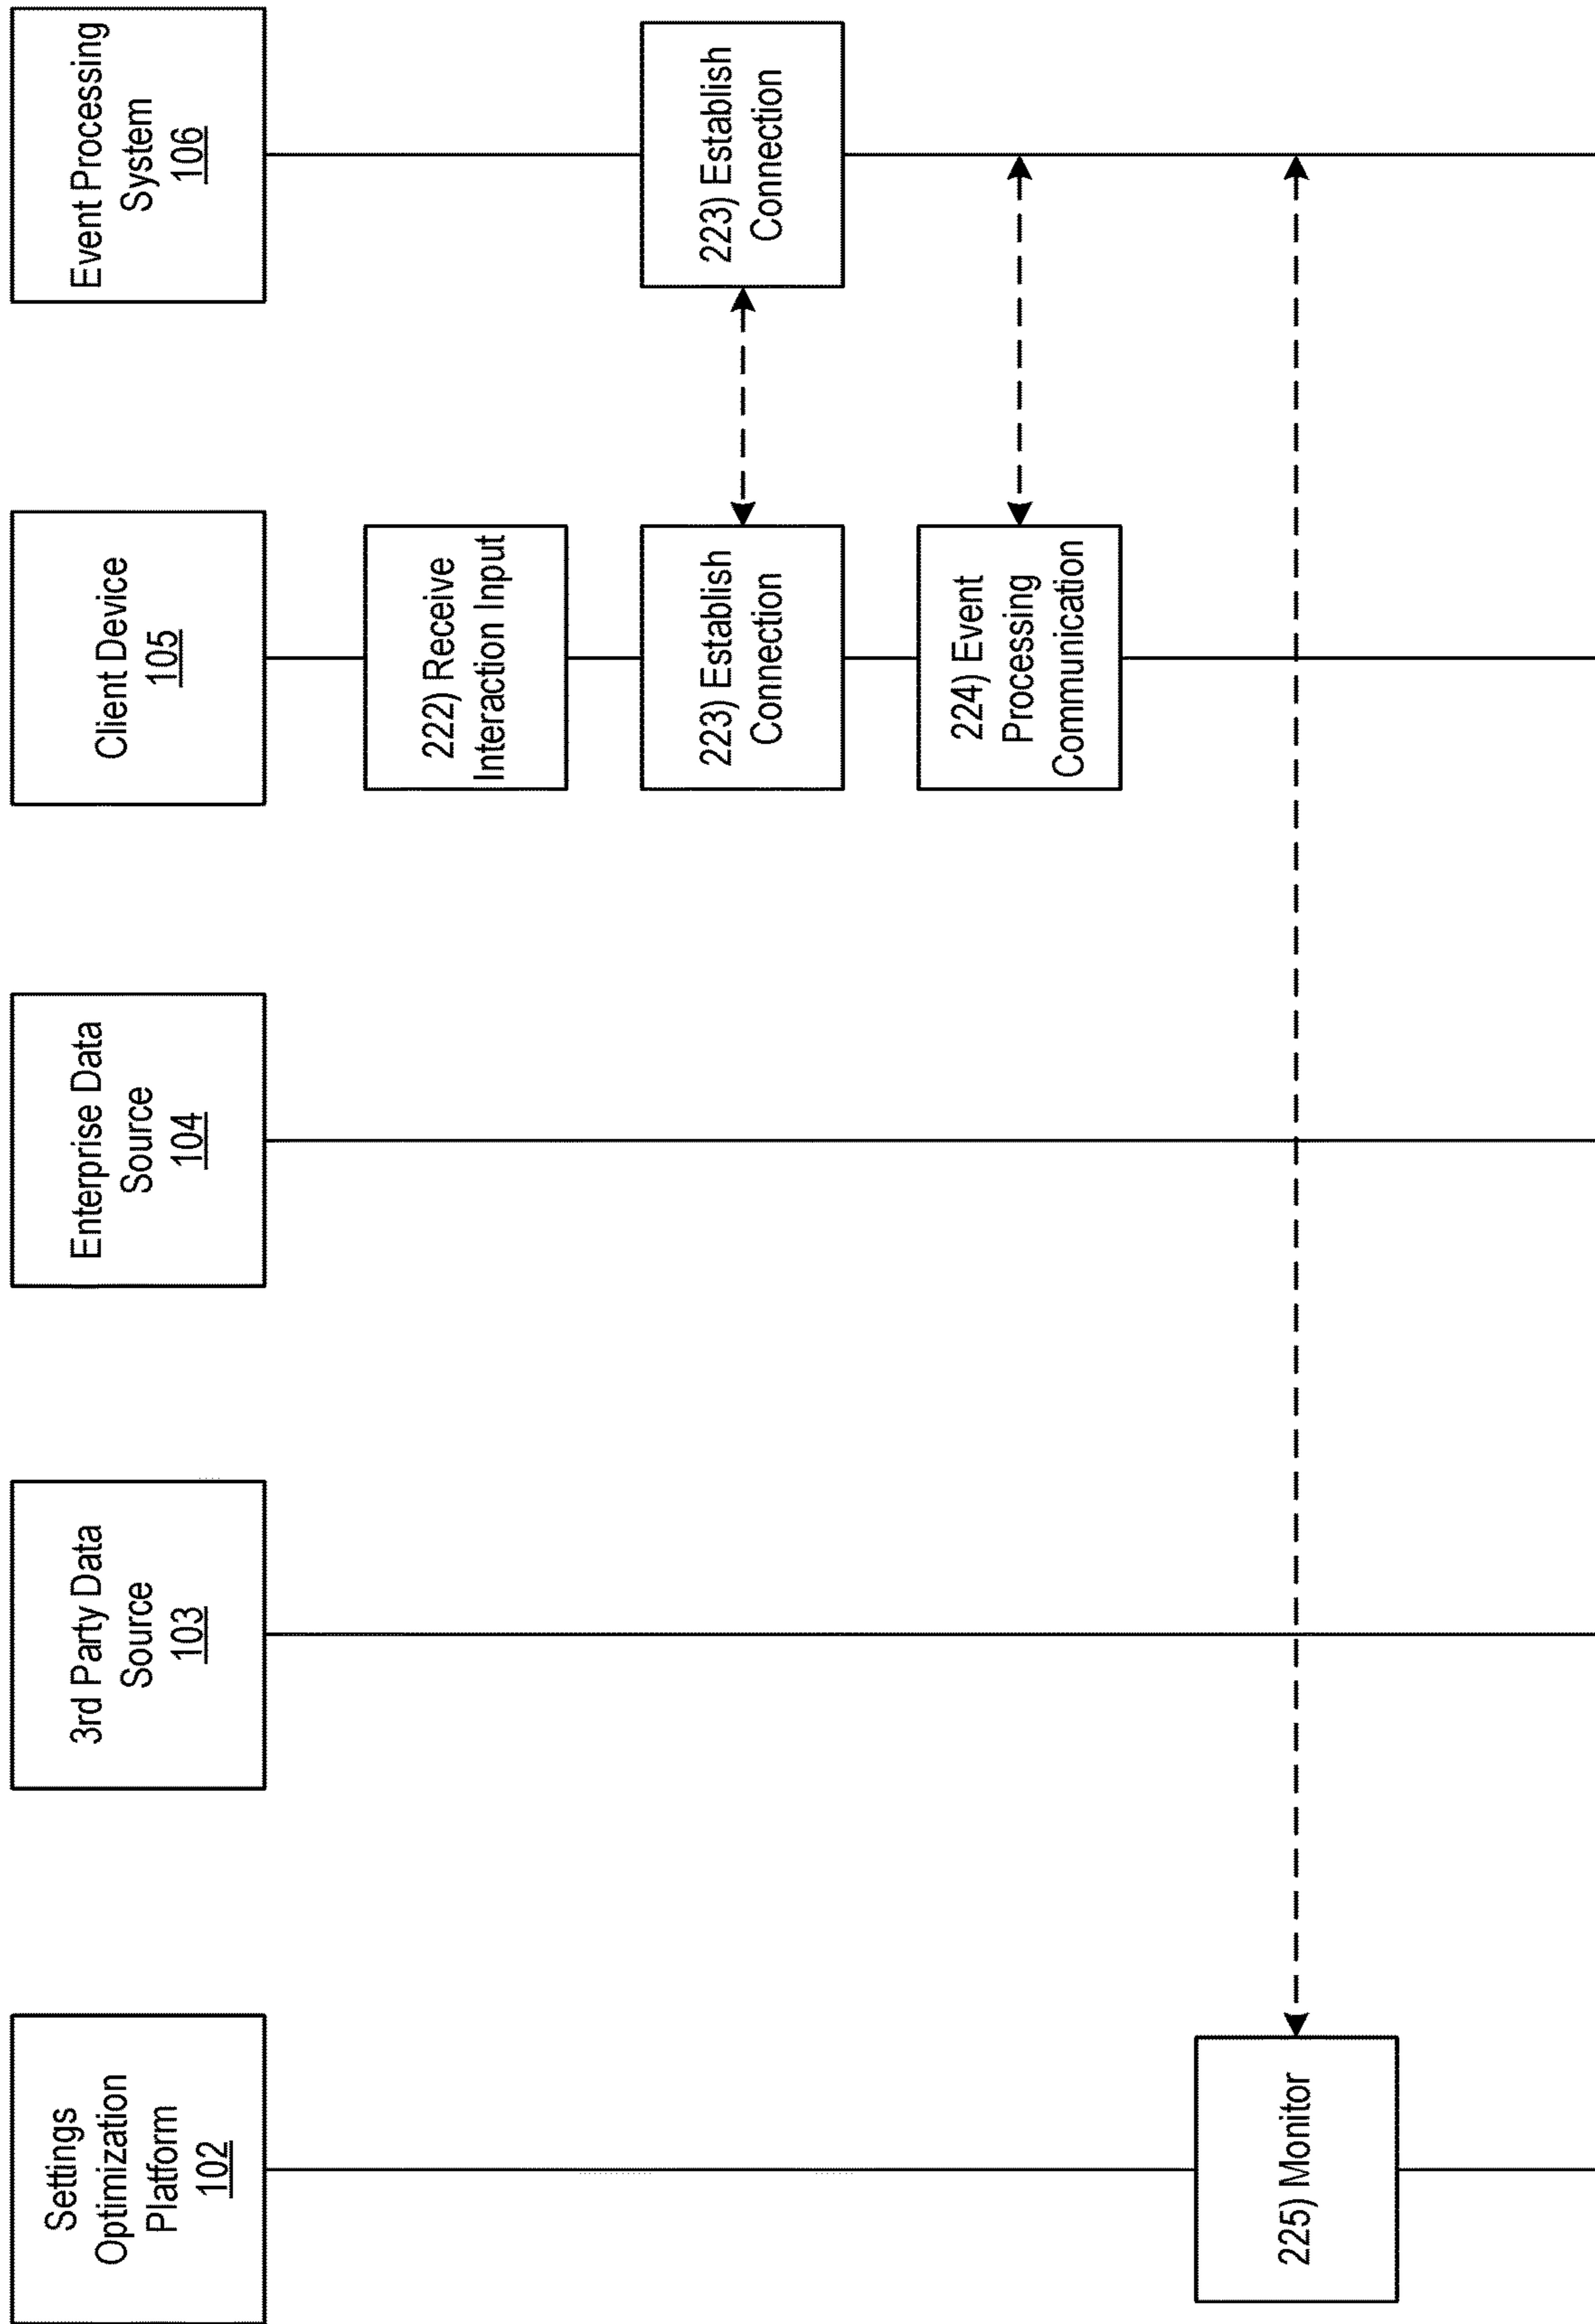 Settings
Optimization
Platform
102
3rd Party Data
Source
103
Enterprise Data
Source
104
Client Device
105
Event Processing
System
106
222) Receive
Interaction Input
223) Establish
Connection
223) Establish
Connection
224) Event
Processing
Communication
225) Monitor